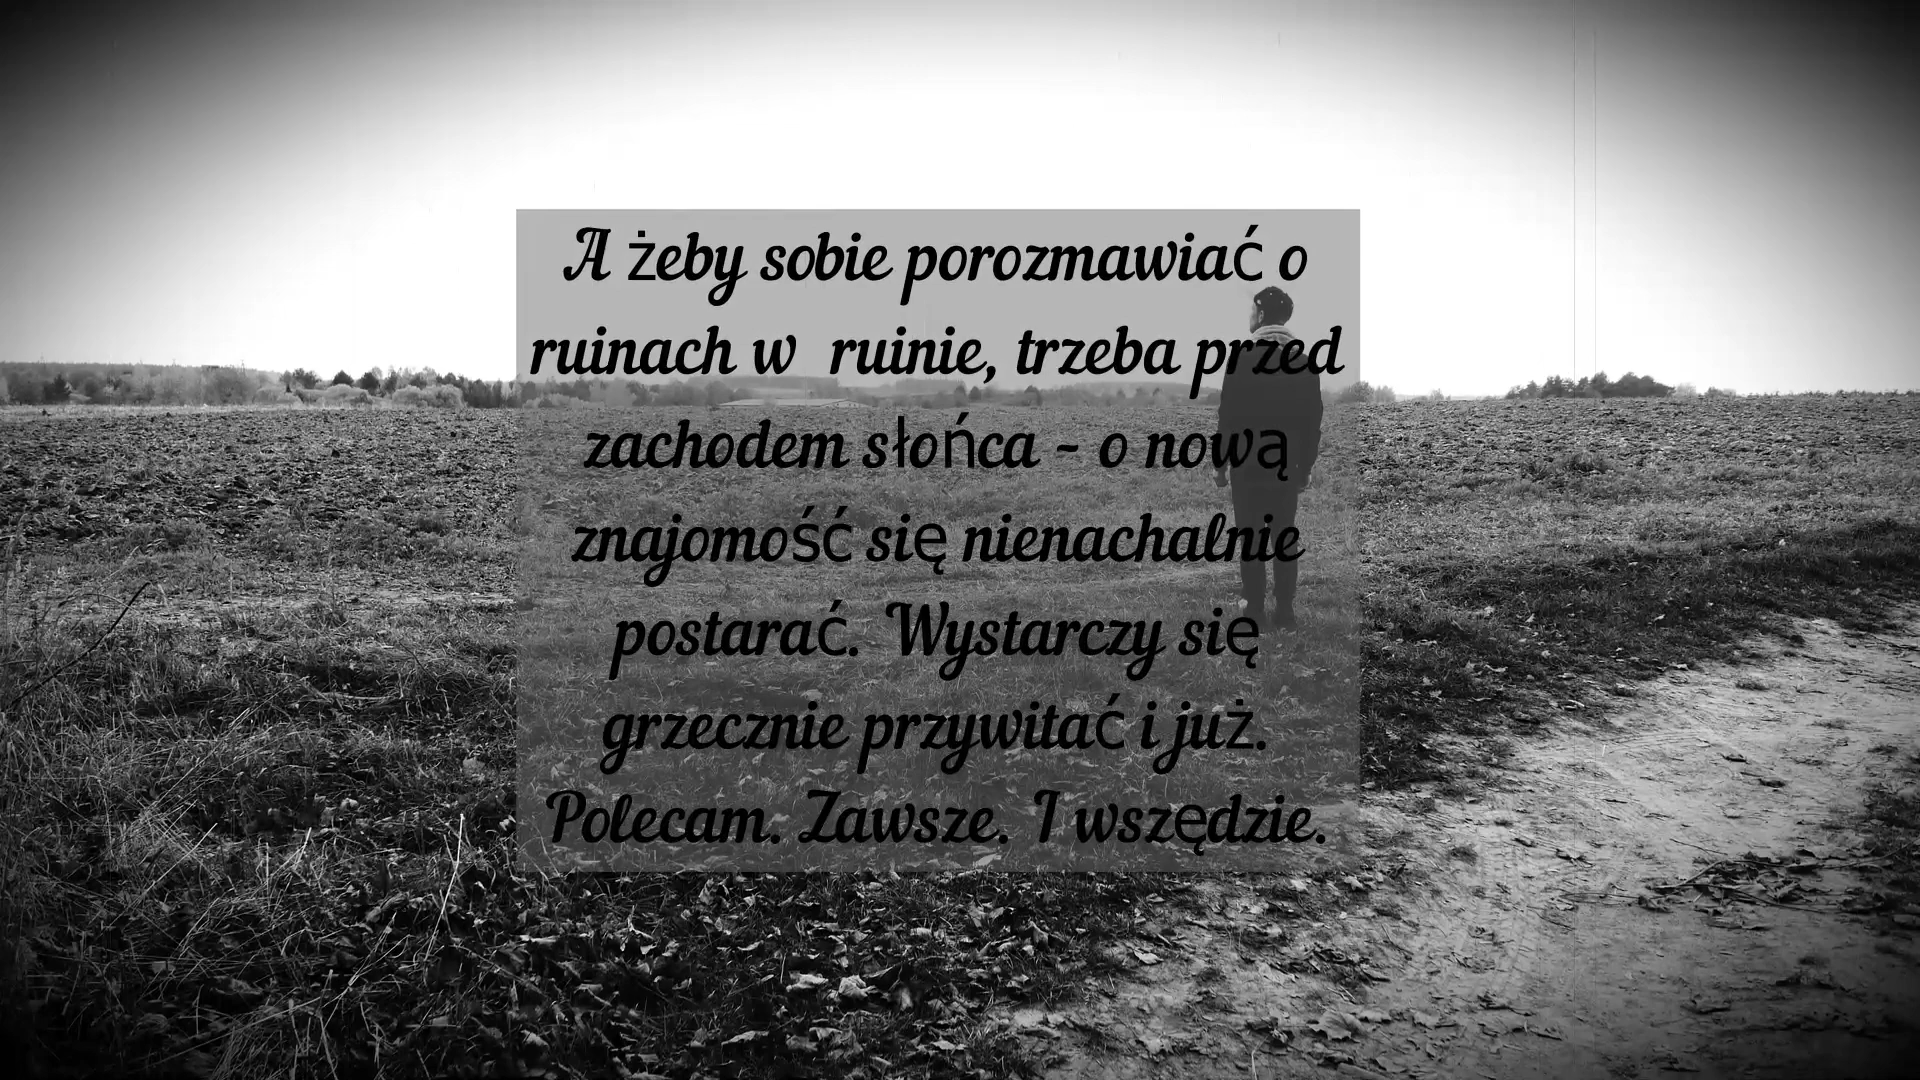 A żeby sobie porozmawiać o
ruinach w  ruinie, trzeba przed
zachodem słońca - o nową
znajomość się nienachalnie
postarać. Wystarczy się
grzecznie przywitać i już.
Polecam. Zawsze. I wszędzie.